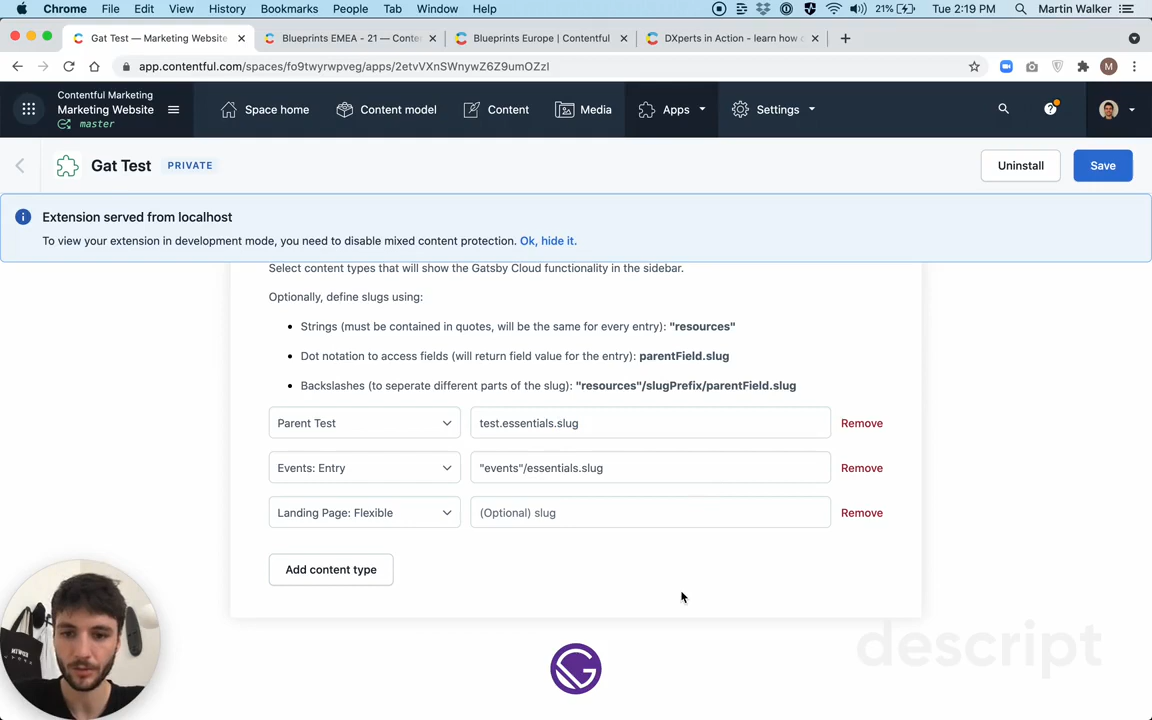 Chrome File Edit View History Bookmarks People Tab Window Help 21% Tue 2:19 PM Martin Walker
Gat Test — Marketing Website Blueprints EMEA - 21 — Conte Blueprints Europe | Contentful DXperts in Action - learn how
app.contentful.com/spaces/fo9twyrwpveg/apps/2etvVXnSWnywZ6Z9umOZzI M
Contentful Marketing
Marketing Website
master
Space home Content model Content Media Apps Settings
Gat Test PRIVATE Uninstall Save
Extension served from localhost
To view your extension in development mode, you need to disable mixed content protection. Ok, hide it.
Select content types that will show the Gatsby Cloud functionality in the sidebar.
Optionally, define slugs using:
• Strings (must be contained in quotes, will be the same for every entry): "resources"
• Dot notation to access fields (will return field value for the entry): parentField.slug
• Backslashes (to seperate different parts of the slug): "resources"/slugPrefix/parentField.slug
Parent Test test.essentials.slug Remove
Events: Entry "events"/essentials.slug Remove
Landing Page: Flexible (Optional) slug Remove
Add content type
descript